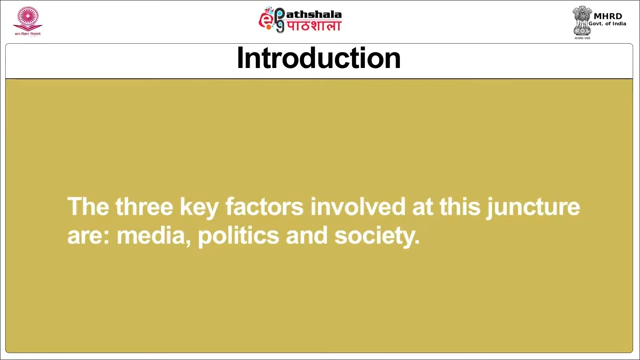 ePathshala
पाठशाला
MHRD
Govt. of India
Introduction
The three key factors involved at this juncture
are: media, politics and society.